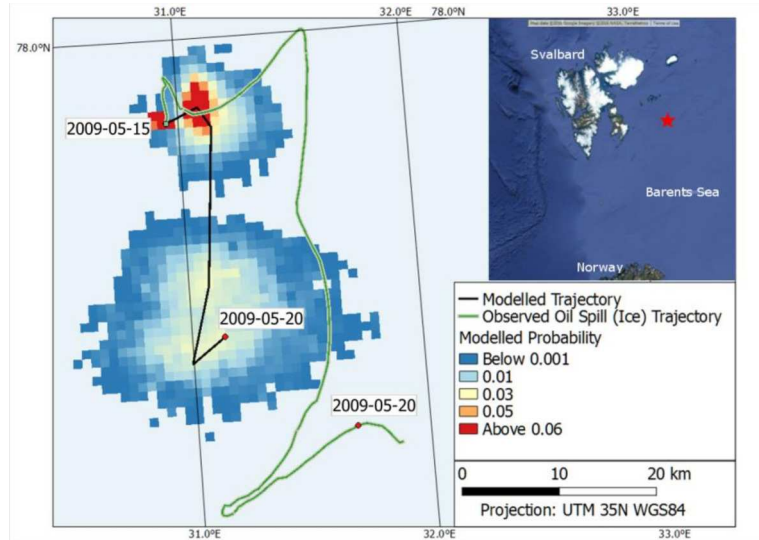 31.0°E
32.0°E
78.0°N
33.0°E
78.0°N
Svalbard
2009-05-15
Barents Sea
Norway
Modelled Trajectory
Observed Oil Spill (Ice) Trajectory
Modelled Probability
Below 0.001
0.01
0.03
0.05
Above 0.06
2009-05-20
2009-05-20
0 10 20 km
Projection: UTM 35N WGS84
31.0°E
32.0°E
33.0°E